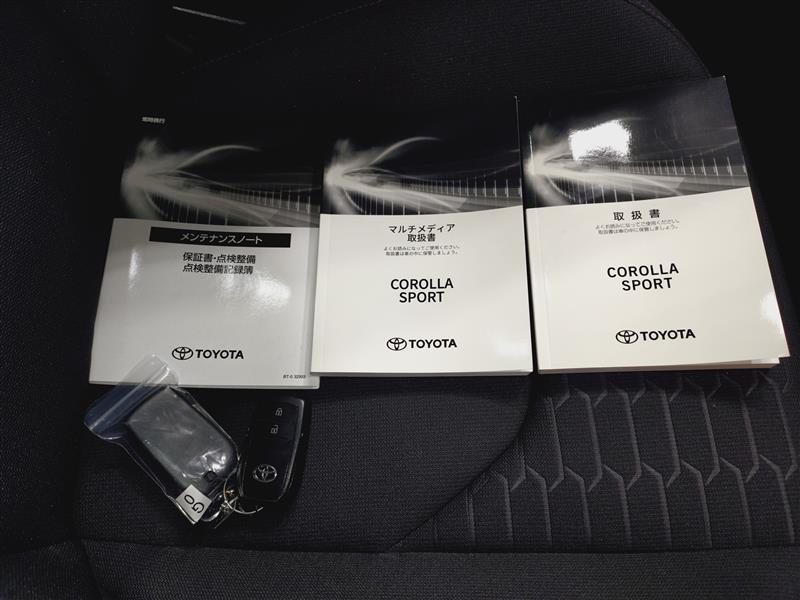 常時携行
メンテナンスノート
保証書・点検整備
点検整備記録簿
TOYOTA
マルチメディア
取扱書
よくお読みになってご使用ください。
取扱書は車の中に保管しましょう。
COROLLA
SPORT
TOYOTA
取扱書
よくお読みになってご使用ください。
取扱書は車の中に保管しましょう。
COROLLA
SPORT
TOYOTA